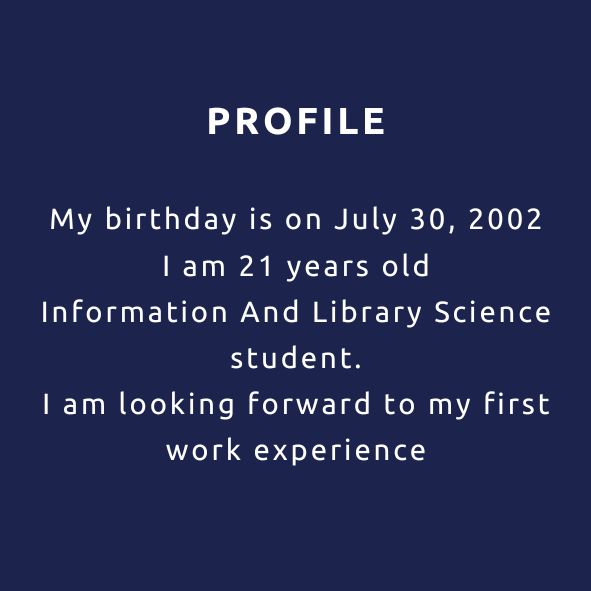 PROFILE
My birthday is on July 30, 2002
I am 21 years old
Information And Library Science
student.
I am looking forward to my first
work experience